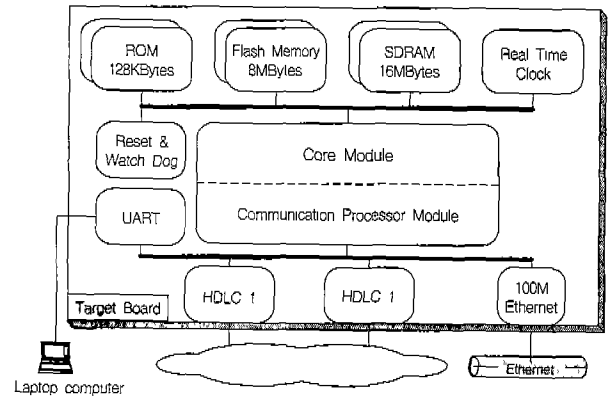 ROM
128KBytes
Flash Memory
8MBytes
SDRAM
16MBytes
Real Time
Clock
Reset &
Watch Dog
Core Module
UART
Communication Processor Module
HDLC 1
HDLC 1
100M
Ethernet
Target Board
Ethernet
Laptop computer